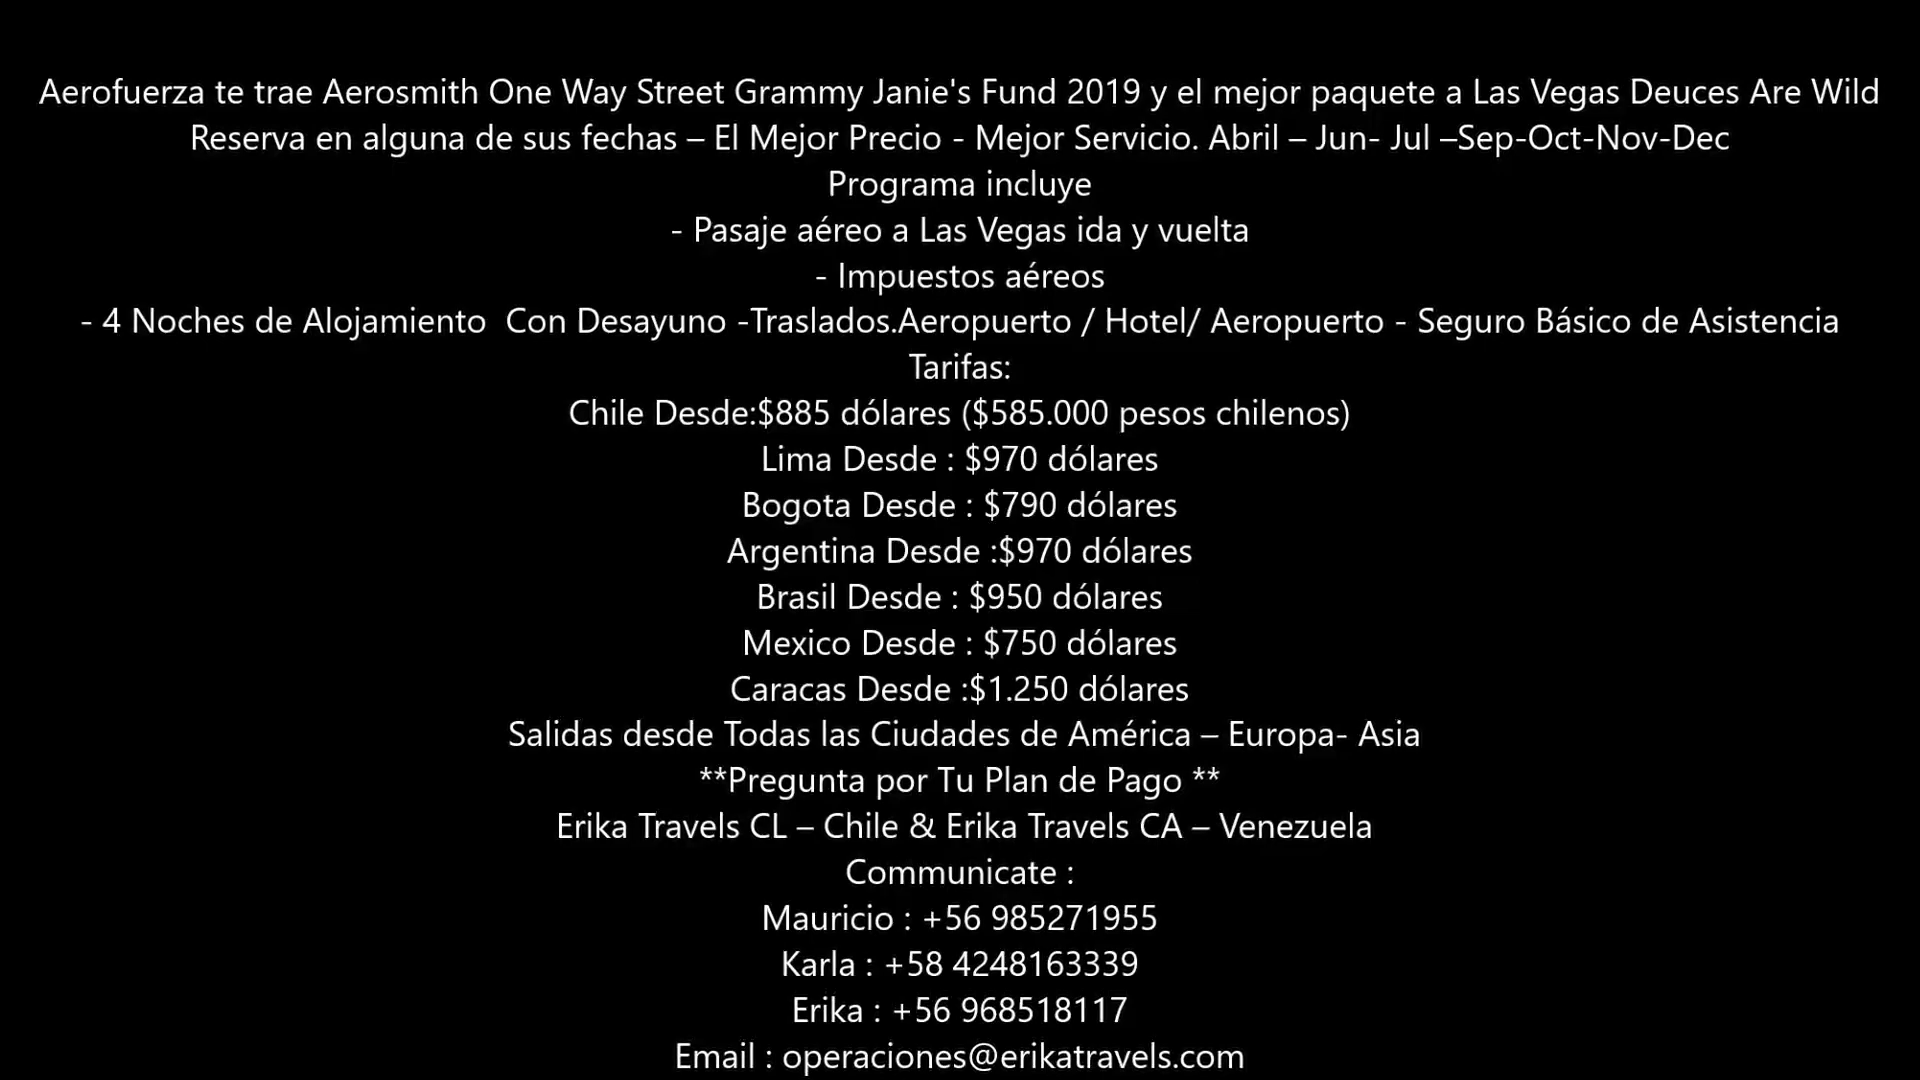 Aerofuerza te trae Aerosmith One Way Street Grammy Janie's Fund 2019 y el mejor paquete a Las Vegas Deuces Are Wild
Reserva en alguna de sus fechas – El Mejor Precio - Mejor Servicio. Abril – Jun- Jul –Sep-Oct-Nov-Dec
Programa incluye
- Pasaje aéreo a Las Vegas ida y vuelta
- Impuestos aéreos
- 4 Noches de Alojamiento  Con Desayuno -Traslados.Aeropuerto / Hotel/ Aeropuerto - Seguro Básico de Asistencia
Tarifas:
Chile Desde:$885 dólares ($585.000 pesos chilenos)
Lima Desde : $970 dólares
Bogota Desde : $790 dólares
Argentina Desde :$970 dólares
Brasil Desde : $950 dólares
Mexico Desde : $750 dólares
Caracas Desde :$1.250 dólares
Salidas desde Todas las Ciudades de América – Europa- Asia
**Pregunta por Tu Plan de Pago **
Erika Travels CL – Chile & Erika Travels CA – Venezuela
Communicate :
Mauricio : +56 985271955
Karla : +58 4248163339
Erika : +56 968518117
Email : operaciones@erikatravels.com